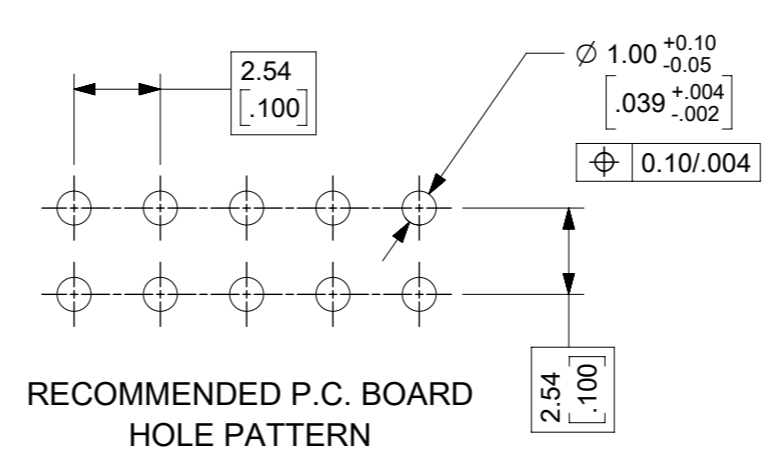 2.54
[.100]
⌀ 1.00 +0.10 -0.05
[.039 +.004 -.002]
⌖ 0.10/.004
2.54
[.100]
RECOMMENDED P.C. BOARD
HOLE PATTERN